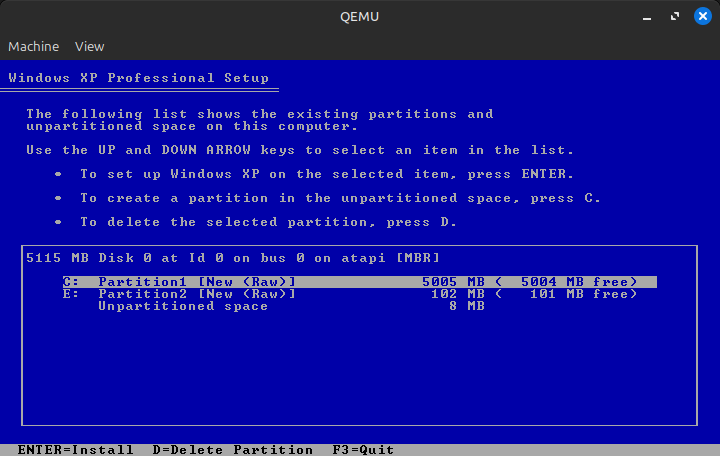 QEMU
Machine View
Windows XP Professional Setup
The following list shows the existing partitions and
unpartitioned space on this computer.
Use the UP and DOWN ARROW keys to select an item in the list.
• To set up Windows XP on the selected item, press ENTER.
• To create a partition in the unpartitioned space, press C.
• To delete the selected partition, press D.
5115 MB Disk 0 at Id 0 on bus 0 on atapi [MBR]
C: Partition1 [New (Raw)] 5005 MB ( 5004 MB free)
E: Partition2 [New (Raw)] 102 MB ( 101 MB free)
Unpartitioned space 8 MB
ENTER=Install D=Delete Partition F3=Quit